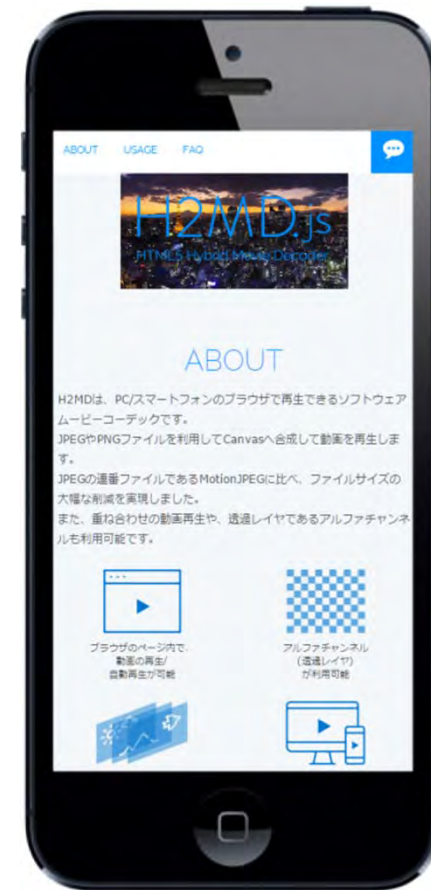 ABOUT USAGE FAQ
H2MD.js
HTML5 Hybrid Movie Decoder
ABOUT
H2MDは、PC/スマートフォンのブラウザで再生できるソフトウェア
ムービーコーデックです。
JPEGやPNGファイルを利用してCanvasへ合成して動画を再生しま
す。
JPEGの連番ファイルであるMotionJPEGに比べ、ファイルサイズの
大幅な削減を実現しました。
また、重ね合わせの動画再生や、透過レイヤであるアルファチャンネ
ルも利用可能です。
ブラウザのページ内で、
動画の再生/
自動再生が可能
アルファチャンネル
(透過レイヤ)
が利用可能